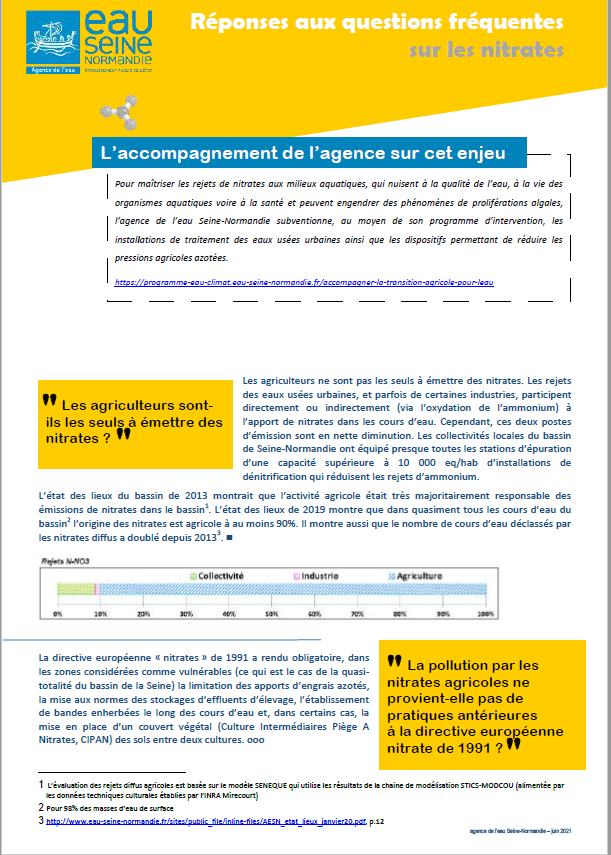 eau
SEINE
NORMANDIE
Agence de l'eau
ETABLISSEMENT PUBLIC DE L'ETAT
Réponses aux questions fréquentes
sur les nitrates
L'accompagnement de l'agence sur cet enjeu
Pour maîtriser les rejets de nitrates aux milieux aquatiques, qui nuisent à la qualité de l'eau, à la vie des
organismes aquatiques voire à la santé et peuvent engendrer des phénomènes de proliférations algales,
l'agence de l'eau Seine-Normandie subventionne, au moyen de son programme d'intervention, les
installations de traitement des eaux usées urbaines ainsi que les dispositifs permettant de réduire les
pressions agricoles azotées.
https://programme-eau-climat.eau-seine-normandie.fr/accompagner-la-transition-agricole-pour-leau
" Les agriculteurs sont-
ils les seuls à émettre des
nitrates ? "
Les agriculteurs ne sont pas les seuls à émettre des nitrates. Les rejets
des eaux usées urbaines, et parfois de certaines industries, participent
directement ou indirectement (via l'oxydation de l'ammonium) à
l'apport de nitrates dans les cours d'eau. Cependant, ces deux postes
d'émission sont en nette diminution. Les collectivités locales du bassin
de Seine-Normandie ont équipé presque toutes les stations d'épuration
d'une capacité supérieure à 10 000 eq/hab d'installations de
dénitrification qui réduisent les rejets d'ammonium.
L'état des lieux du bassin de 2013 montrait que l'activité agricole était très majoritairement responsable des
émissions de nitrates dans le bassin1. L'état des lieux de 2019 montre que dans quasiment tous les cours d'eau du
bassin2 l'origine des nitrates est agricole à au moins 90%. Il montre aussi que le nombre de cours d'eau déclassés par
les nitrates diffus a doublé depuis 20133. ■
Rejets N-NO3
Collectivité Industrie Agriculture
0% 10% 20% 30% 40% 50% 60% 70% 80% 90% 100%
La directive européenne « nitrates » de 1991 a rendu obligatoire, dans
les zones considérées comme vulnérables (ce qui est le cas de la quasi-
totalité du bassin de la Seine) la limitation des apports d'engrais azotés,
la mise aux normes des stockages d'effluents d'élevage, l'établissement
de bandes enherbées le long des cours d'eau et, dans certains cas, la
mise en place d'un couvert végétal (Culture Intermédiaires Piège A
Nitrates, CIPAN) des sols entre deux cultures. ooo
" La pollution par les
nitrates agricoles ne
provient-elle pas de
pratiques antérieures
à la directive européenne
nitrate de 1991 ? "
1 L'évaluation des rejets diffus agricoles est basée sur le modèle SENEQUE qui utilise les résultats de la chaine de modélisation STICS-MODCOU (alimentée par
les données techniques culturales établies par l'INRA Mirecourt)
2 Pour 98% des masses d'eau de surface
3 http://www.eau-seine-normandie.fr/sites/public_file/inline-files/AESN_etat_lieux_janvier20.pdf, p.12
agence de l'eau Seine-Normandie – juin 2021